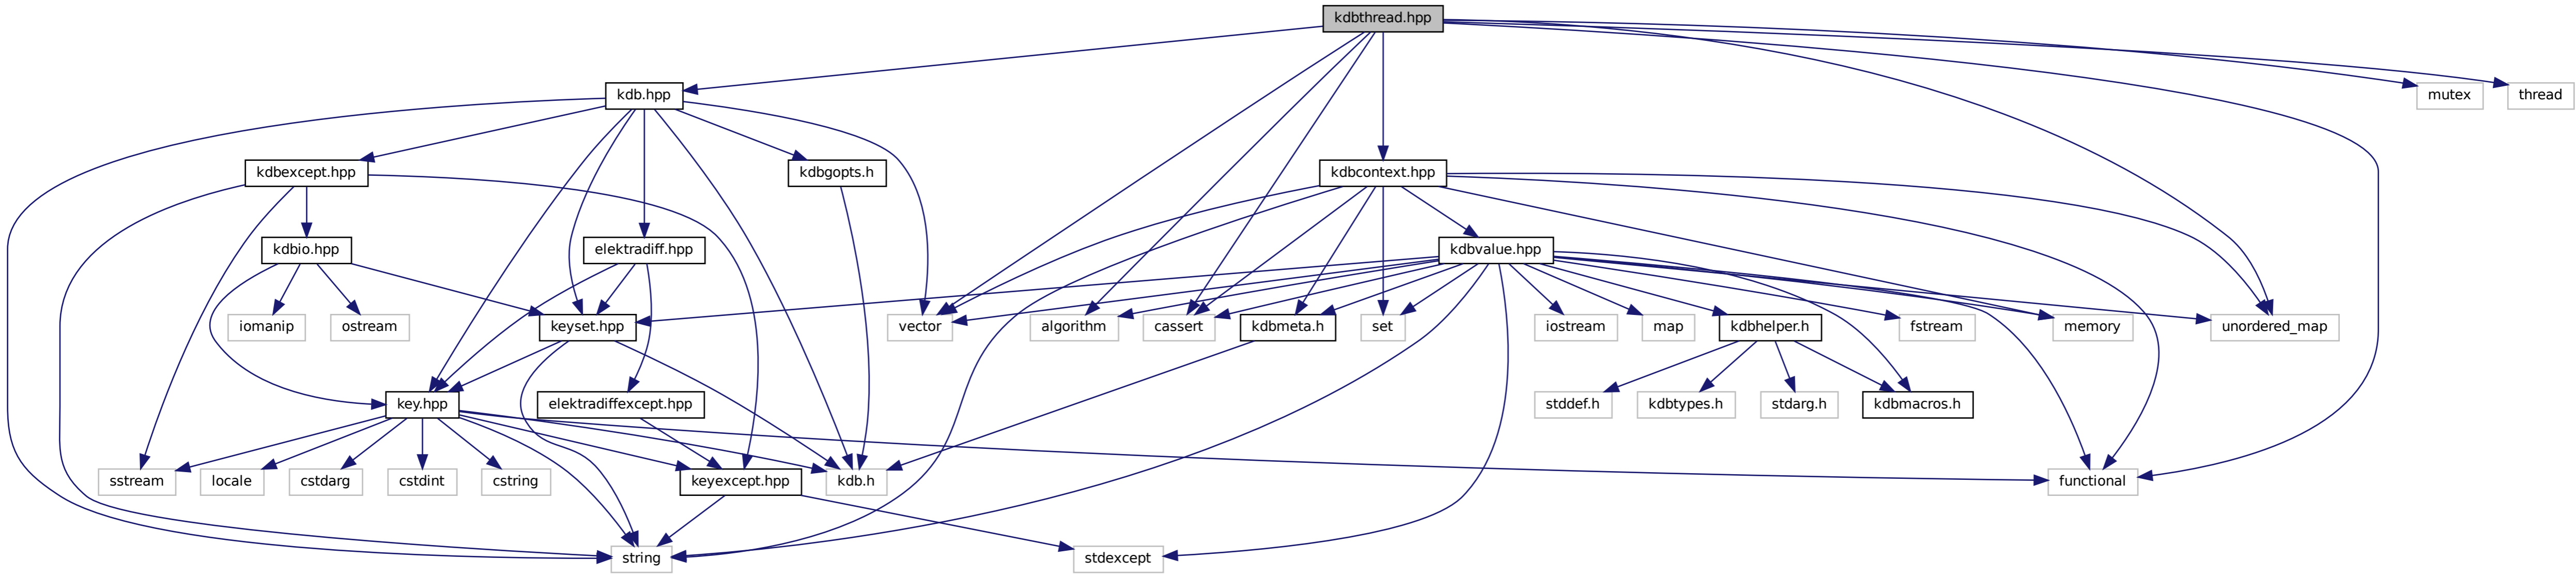 kdbthread.hpp
kdb.hpp
mutex
thread
kdbexcept.hpp
kdbgopts.h
kdbcontext.hpp
kdbio.hpp
elektradiff.hpp
kdbvalue.hpp
iomanip
ostream
keyset.hpp
vector
algorithm
cassert
kdbmeta.h
set
iostream
map
kdbhelper.h
fstream
memory
unordered_map
key.hpp
elektradiffexcept.hpp
stddef.h
kdbtypes.h
stdarg.h
kdbmacros.h
sstream
locale
cstdarg
cstdint
cstring
keyexcept.hpp
kdb.h
functional
string
stdexcept